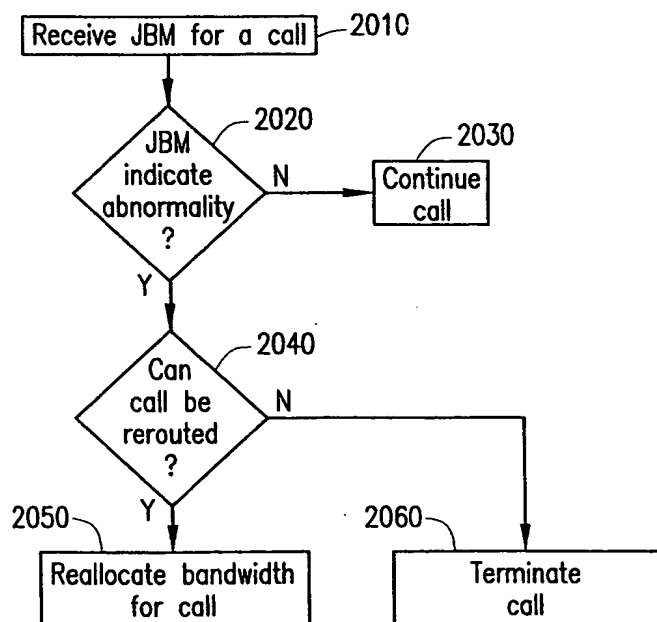 Receive JBM for a call
2010
2020
JBM
indicate
abnormality
?
N
2030
Continue
call
Y
2040
Can
call be
rerouted
?
N
Y
2050
Reallocate bandwidth
for call
2060
Terminate
call